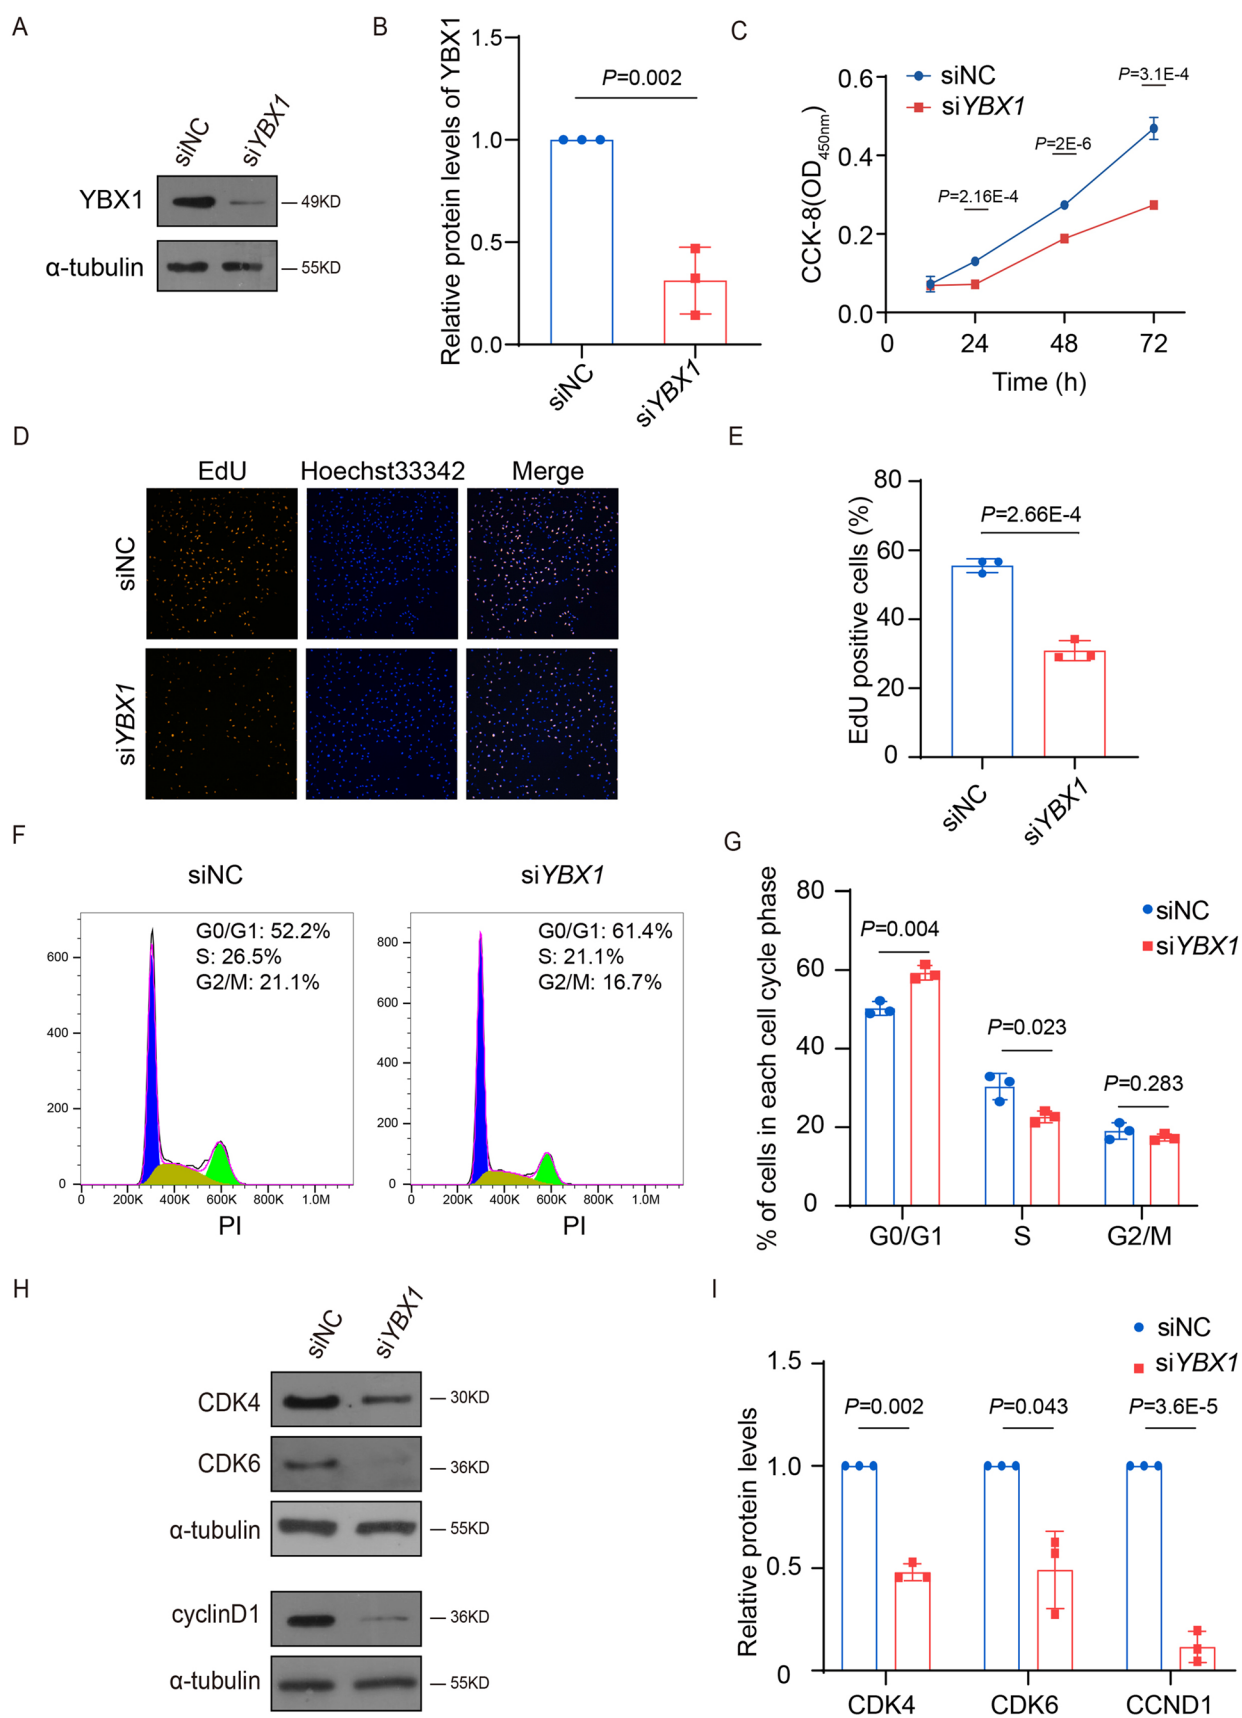 A
siNC
siYBX1
YBX1
49KD
α-tubulin
55KD
B
Relative protein levels of YBX1
1.5
1.0
0.5
0.0
P=0.002
siNC
siYBX1
C
CCK-8(OD450nm)
0.6
0.4
0.2
0.0
siNC
siYBX1
P=2.16E-4
P=2E-6
P=3.1E-4
0
24
48
72
Time (h)
D
EdU
Hoechst33342
Merge
siNC
siYBX1
E
EdU positive cells (%)
80
60
40
20
0
P=2.66E-4
siNC
siYBX1
F
siNC
G0/G1: 52.2%
S: 26.5%
G2/M: 21.1%
600
400
200
0
0
200K
400K
600K
800K
1.0M
PI
siYBX1
G0/G1: 61.4%
S: 21.1%
G2/M: 16.7%
800
600
400
200
0
0
200K
400K
600K
800K
1.0M
PI
G
% of cells in each cell cycle phase
80
60
40
20
0
siNC
siYBX1
P=0.004
P=0.023
P=0.283
G0/G1
S
G2/M
H
siNC
siYBX1
CDK4
30KD
CDK6
36KD
α-tubulin
55KD
cyclinD1
36KD
α-tubulin
55KD
I
Relative protein levels
1.5
1.0
0.5
0
siNC
siYBX1
P=0.002
P=0.043
P=3.6E-5
CDK4
CDK6
CCND1